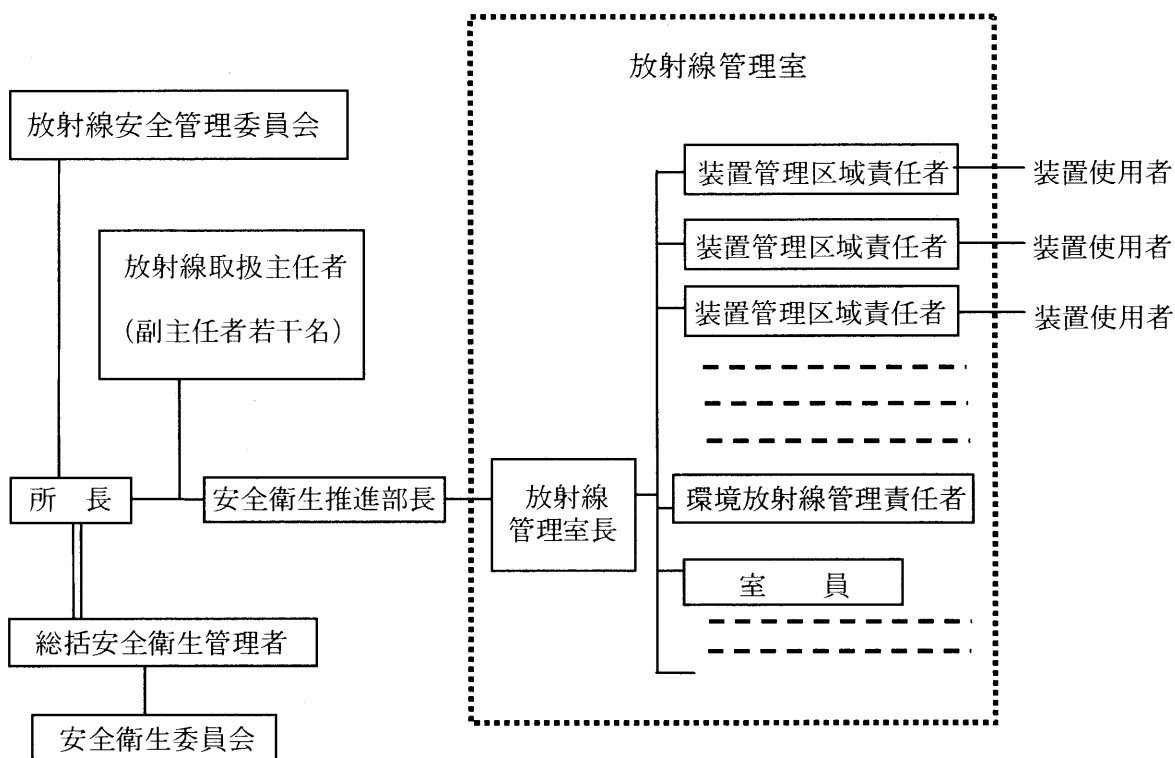 放射線管理室
放射線安全管理委員会
装置管理区域責任者
装置使用者
装置管理区域責任者
装置使用者
放射線取扱主任者
(副主任者若干名)
装置管理区域責任者
装置使用者
所　長
安全衛生推進部長
放射線
管理室長
環境放射線管理責任者
室　員
総括安全衛生管理者
安全衛生委員会